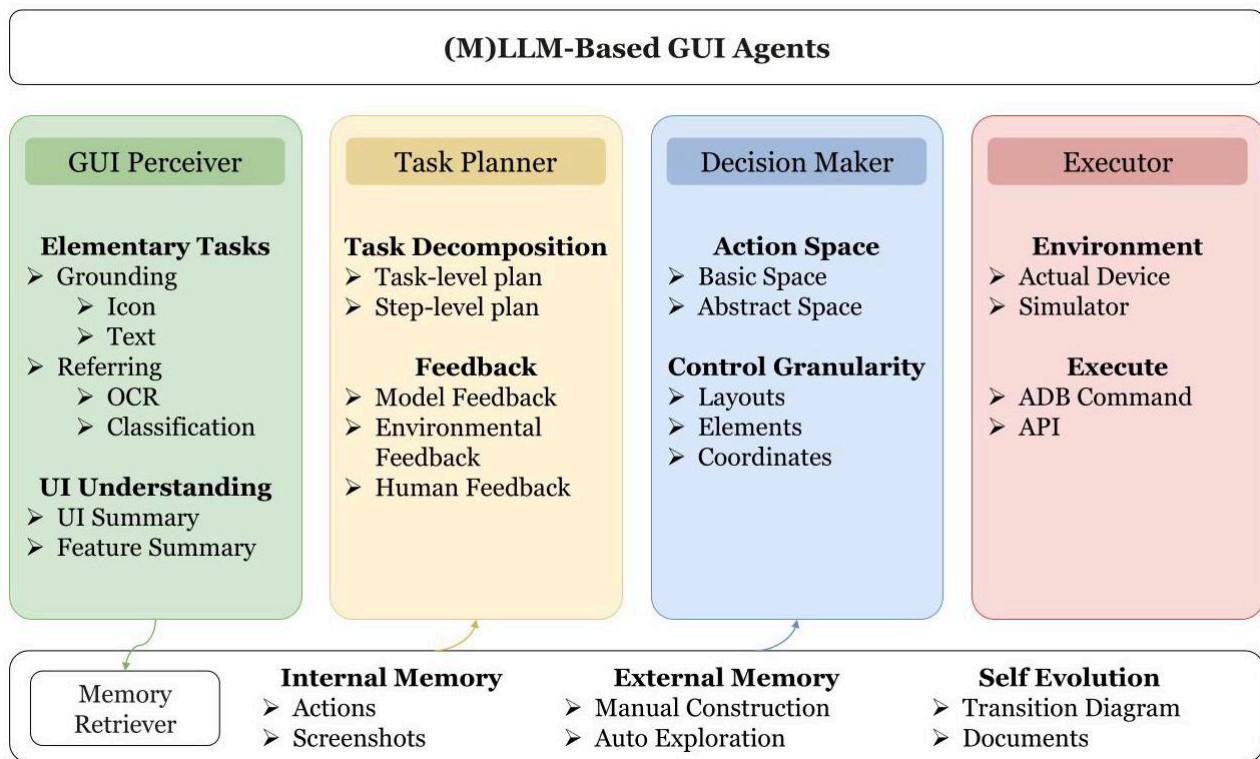 (M)LLM-Based GUI Agents
GUI Perceiver
Elementary Tasks
➢ Grounding
➢ Icon
➢ Text
➢ Referring
➢ OCR
➢ Classification
UI Understanding
➢ UI Summary
➢ Feature Summary
Task Planner
Task Decomposition
➢ Task-level plan
➢ Step-level plan
Feedback
➢ Model Feedback
➢ Environmental
Feedback
➢ Human Feedback
Decision Maker
Action Space
➢ Basic Space
➢ Abstract Space
Control Granularity
➢ Layouts
➢ Elements
➢ Coordinates
Executor
Environment
➢ Actual Device
➢ Simulator
Execute
➢ ADB Command
➢ API
Memory
Retriever
Internal Memory
➢ Actions
➢ Screenshots
External Memory
➢ Manual Construction
➢ Auto Exploration
Self Evolution
➢ Transition Diagram
➢ Documents